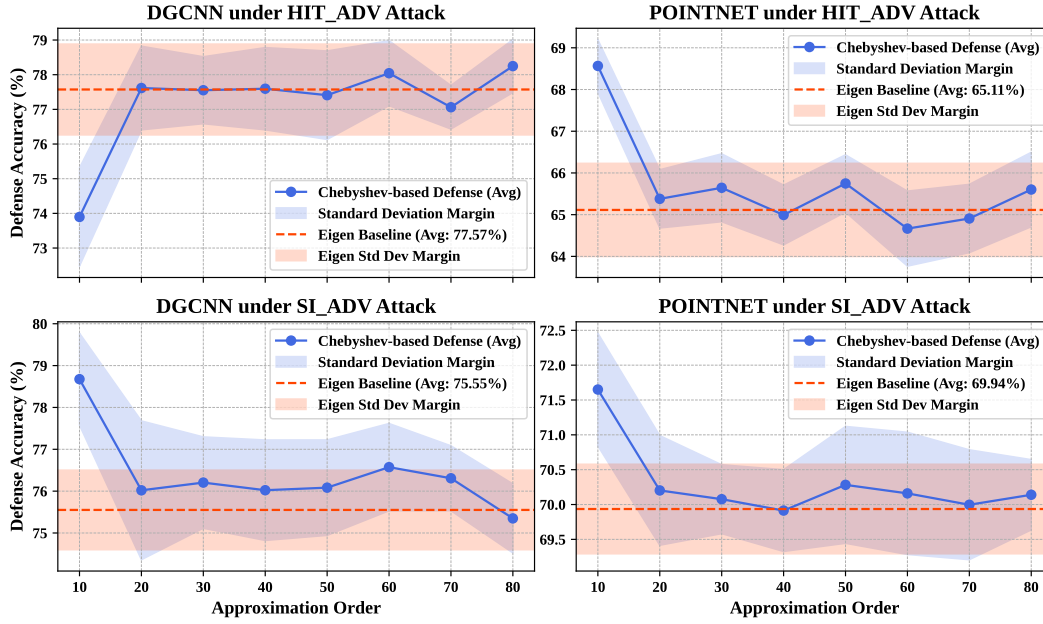 DGCNN under HIT_ADV Attack
79
78
77
76
75
74
73
Defense Accuracy (%)
Chebyshev-based Defense (Avg)
Standard Deviation Margin
Eigen Baseline (Avg: 77.57%)
Eigen Std Dev Margin
POINTNET under HIT_ADV Attack
69
68
67
66
65
64
Chebyshev-based Defense (Avg)
Standard Deviation Margin
Eigen Baseline (Avg: 65.11%)
Eigen Std Dev Margin
DGCNN under SI_ADV Attack
80
79
78
77
76
75
Defense Accuracy (%)
Chebyshev-based Defense (Avg)
Standard Deviation Margin
Eigen Baseline (Avg: 75.55%)
Eigen Std Dev Margin
10 20 30 40 50 60 70 80
Approximation Order
POINTNET under SI_ADV Attack
72.5
72.0
71.5
71.0
70.5
70.0
69.5
Chebyshev-based Defense (Avg)
Standard Deviation Margin
Eigen Baseline (Avg: 69.94%)
Eigen Std Dev Margin
10 20 30 40 50 60 70 80
Approximation Order